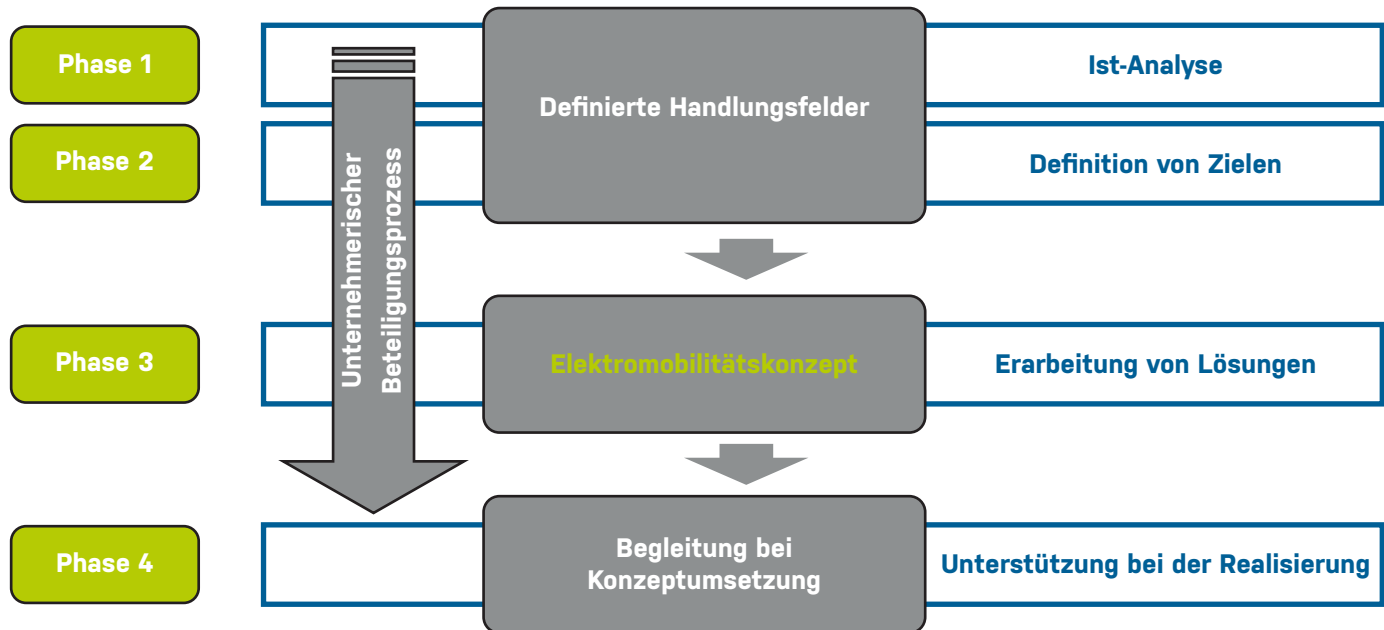 Phase 1
Ist-Analyse
Definierte Handlungsfelder
Phase 2
Definition von Zielen
Unternehmerischer
Beteiligungsprozess
Phase 3
Elektromobilitätskonzept
Erarbeitung von Lösungen
Phase 4
Begleitung bei
Konzeptumsetzung
Unterstützung bei der Realisierung